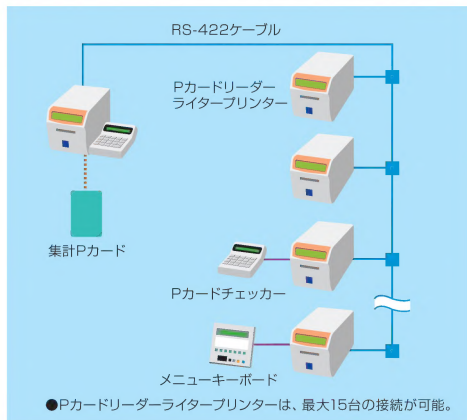 RS-422ケーブル
Pカードリーダー
ライタープリンター
集計Pカード
Pカードチェッカー
メニューキーボード
●Pカードリーダーライタープリンターは、最大15台の接続が可能。